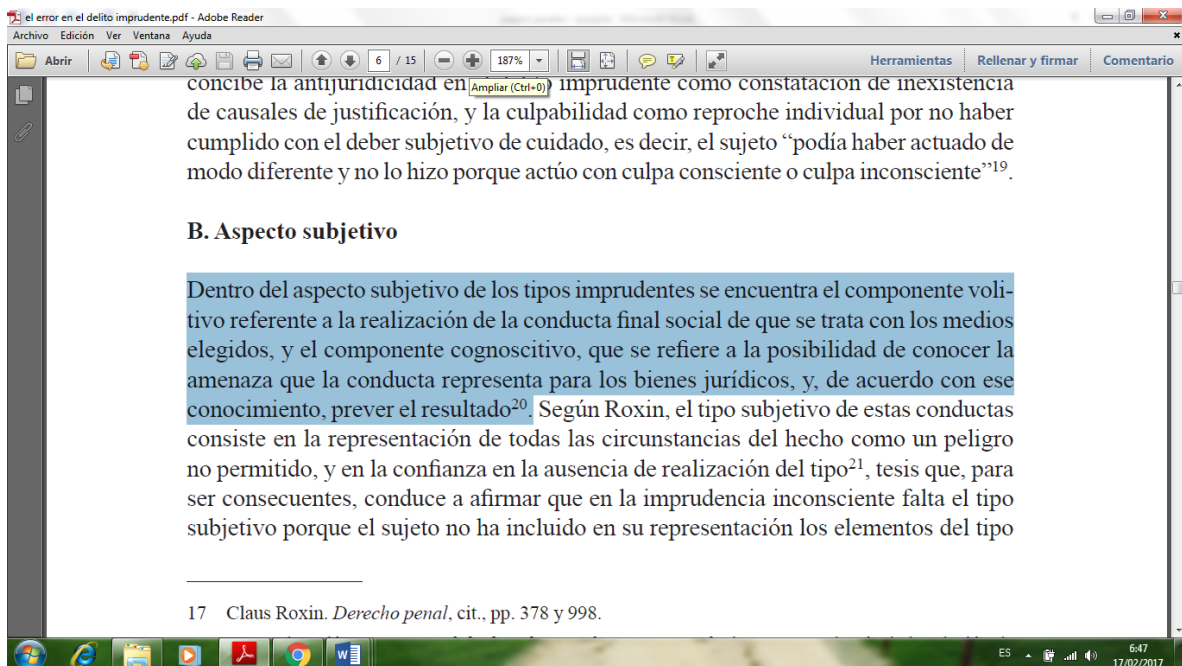 el error en el delito imprudente.pdf - Adobe Reader
Archivo Edición Ver Ventana Ayuda
Abrir 6 / 15 187% Herramientas Rellenar y firmar Comentario
Ampliar (Ctrl+0)
concibe la antijuridicidad en imprudente como constatación de inexistencia
de causales de justificación, y la culpabilidad como reproche individual por no haber
cumplido con el deber subjetivo de cuidado, es decir, el sujeto “podía haber actuado de
modo diferente y no lo hizo porque actúo con culpa consciente o culpa inconsciente”19.
B. Aspecto subjetivo
Dentro del aspecto subjetivo de los tipos imprudentes se encuentra el componente voli-
tivo referente a la realización de la conducta final social de que se trata con los medios
elegidos, y el componente cognoscitivo, que se refiere a la posibilidad de conocer la
amenaza que la conducta representa para los bienes jurídicos, y, de acuerdo con ese
conocimiento, prever el resultado20. Según Roxin, el tipo subjetivo de estas conductas
consiste en la representación de todas las circunstancias del hecho como un peligro
no permitido, y en la confianza en la ausencia de realización del tipo21, tesis que, para
ser consecuentes, conduce a afirmar que en la imprudencia inconsciente falta el tipo
subjetivo porque el sujeto no ha incluido en su representación los elementos del tipo
17 Claus Roxin. Derecho penal, cit., pp. 378 y 998.
ES 6:47
17/02/2017